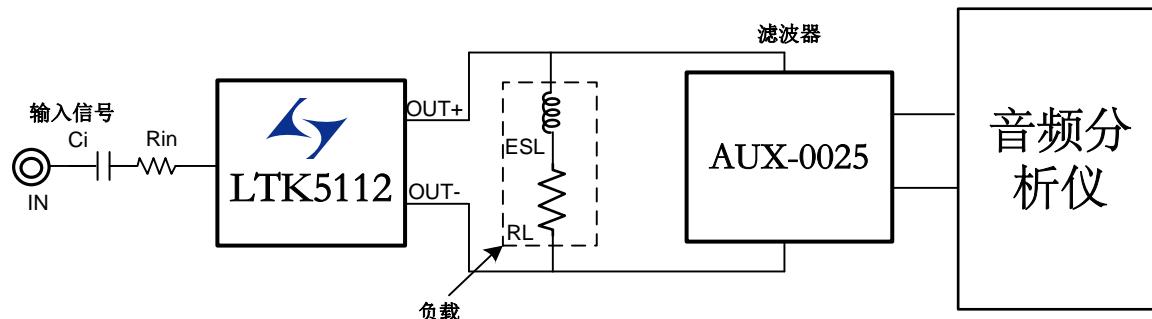 滤波器
输入信号
Ci
Rin
IN
LTK5112
OUT+
OUT-
ESL
RL
负载
AUX-0025
音频分
析仪